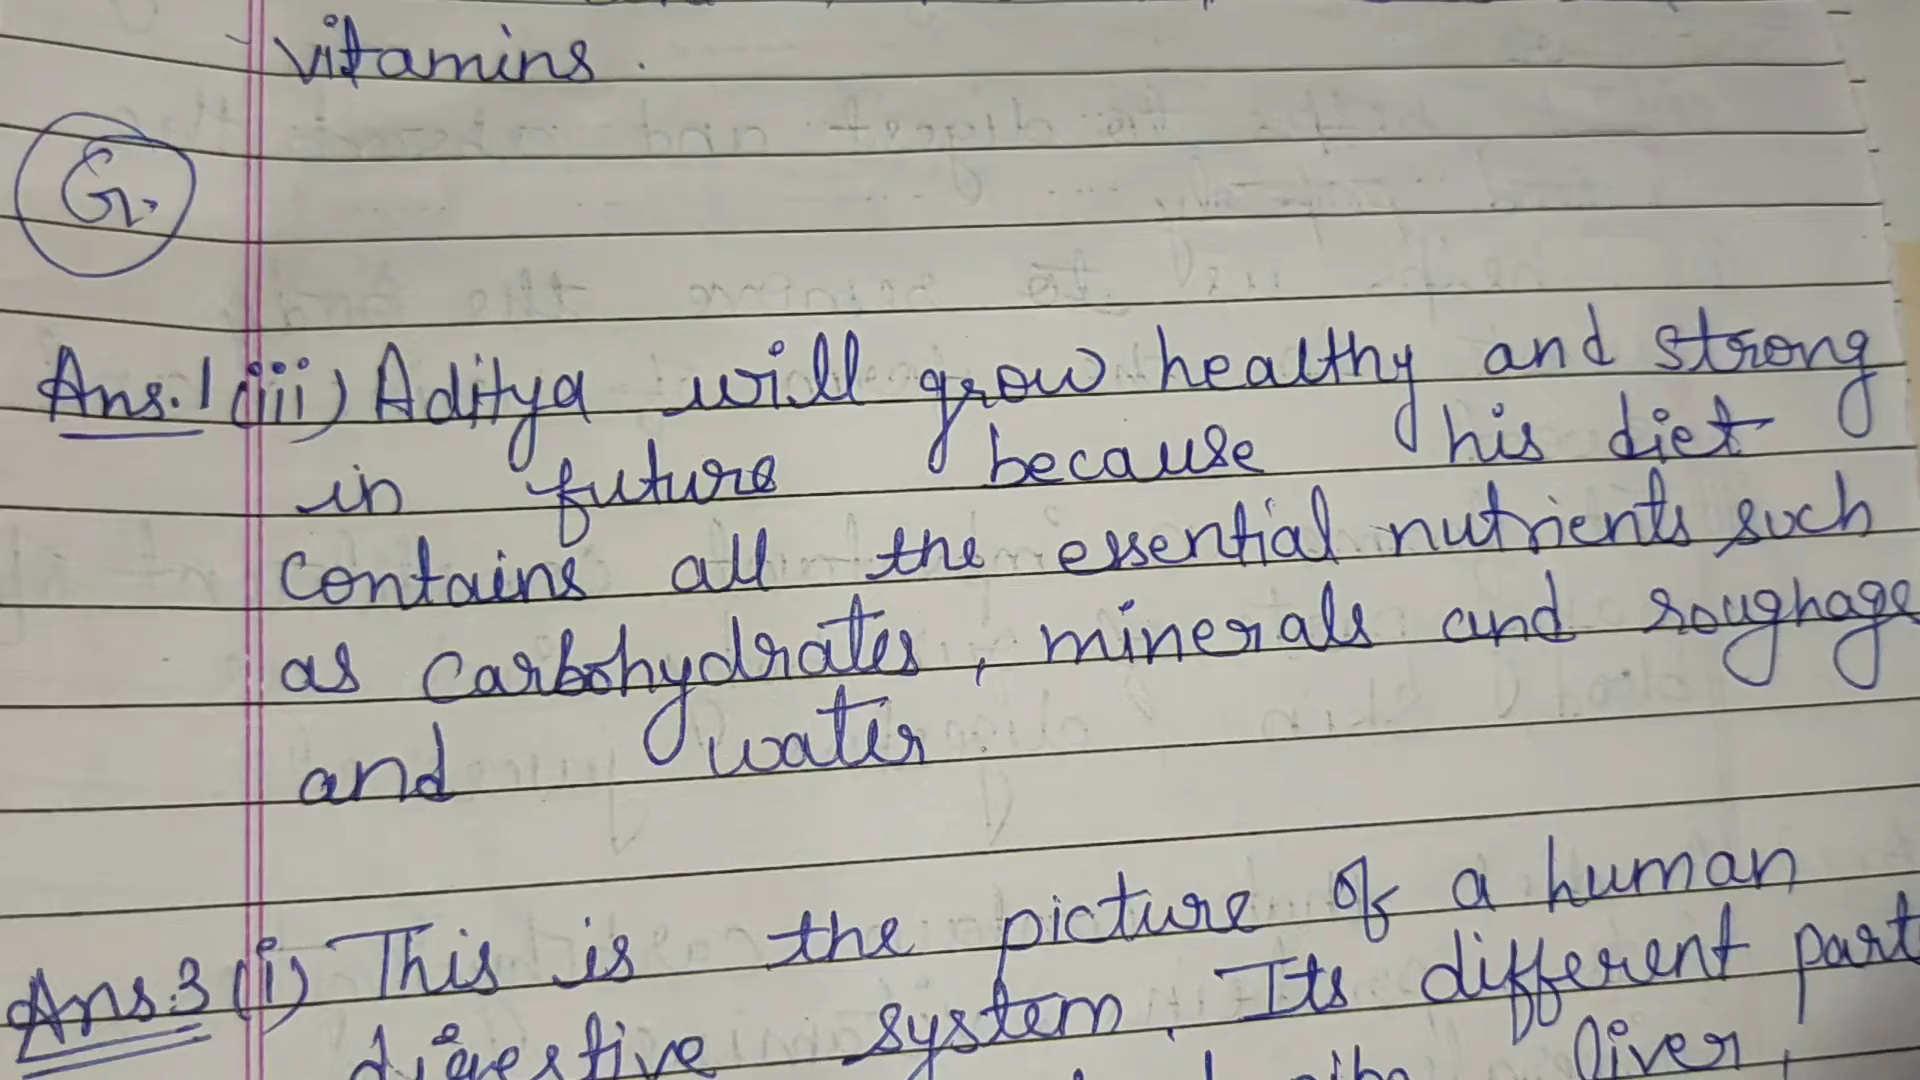 vitamins.
G.
Ans.1 (iii) Aditya will grow healthy and strong
in future because his diet
contains all the essential nutrients such
as carbohydrates, minerals and roughage
and water.
Ans.3 (i) This is the picture of a human
digestive system. Its different part
liver,